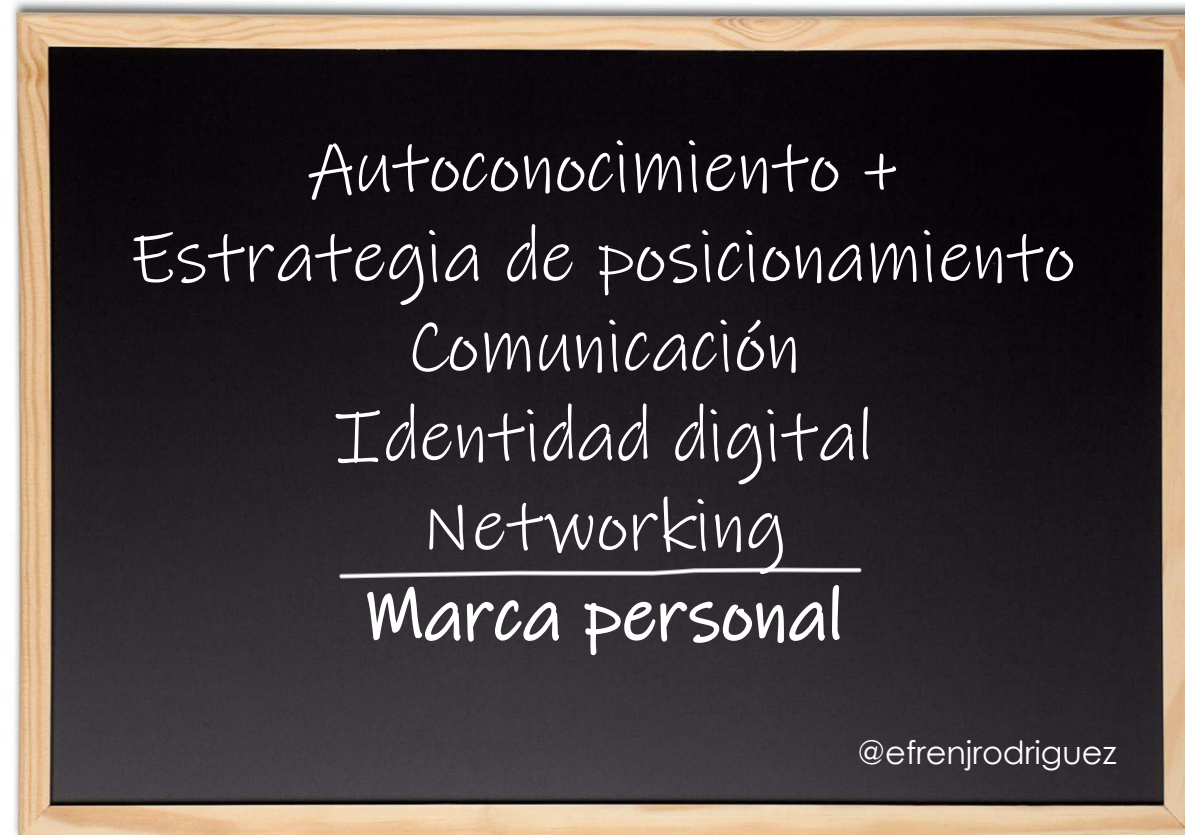 Autoconocimiento +
Estrategia de posicionamiento
Comunicación
Identidad digital
Networking
Marca personal
@efrenjrodriguez